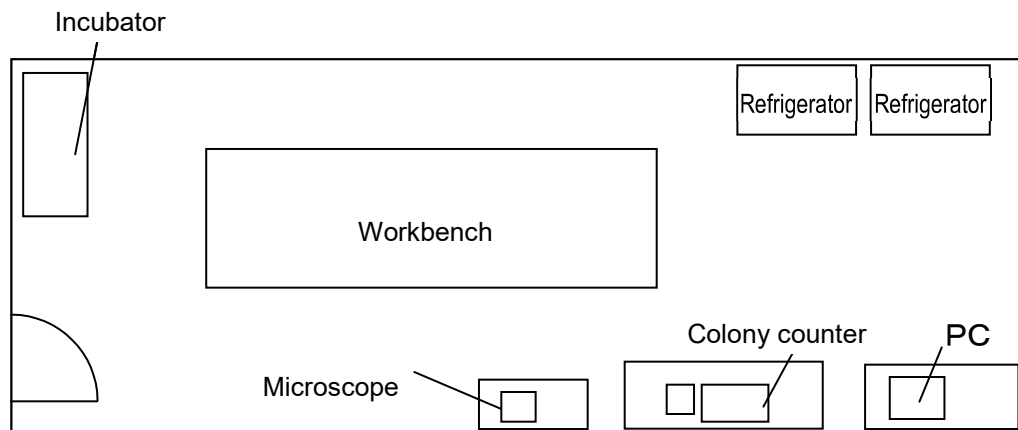 Incubator
Refrigerator
Refrigerator
Workbench
Colony counter
PC
Microscope